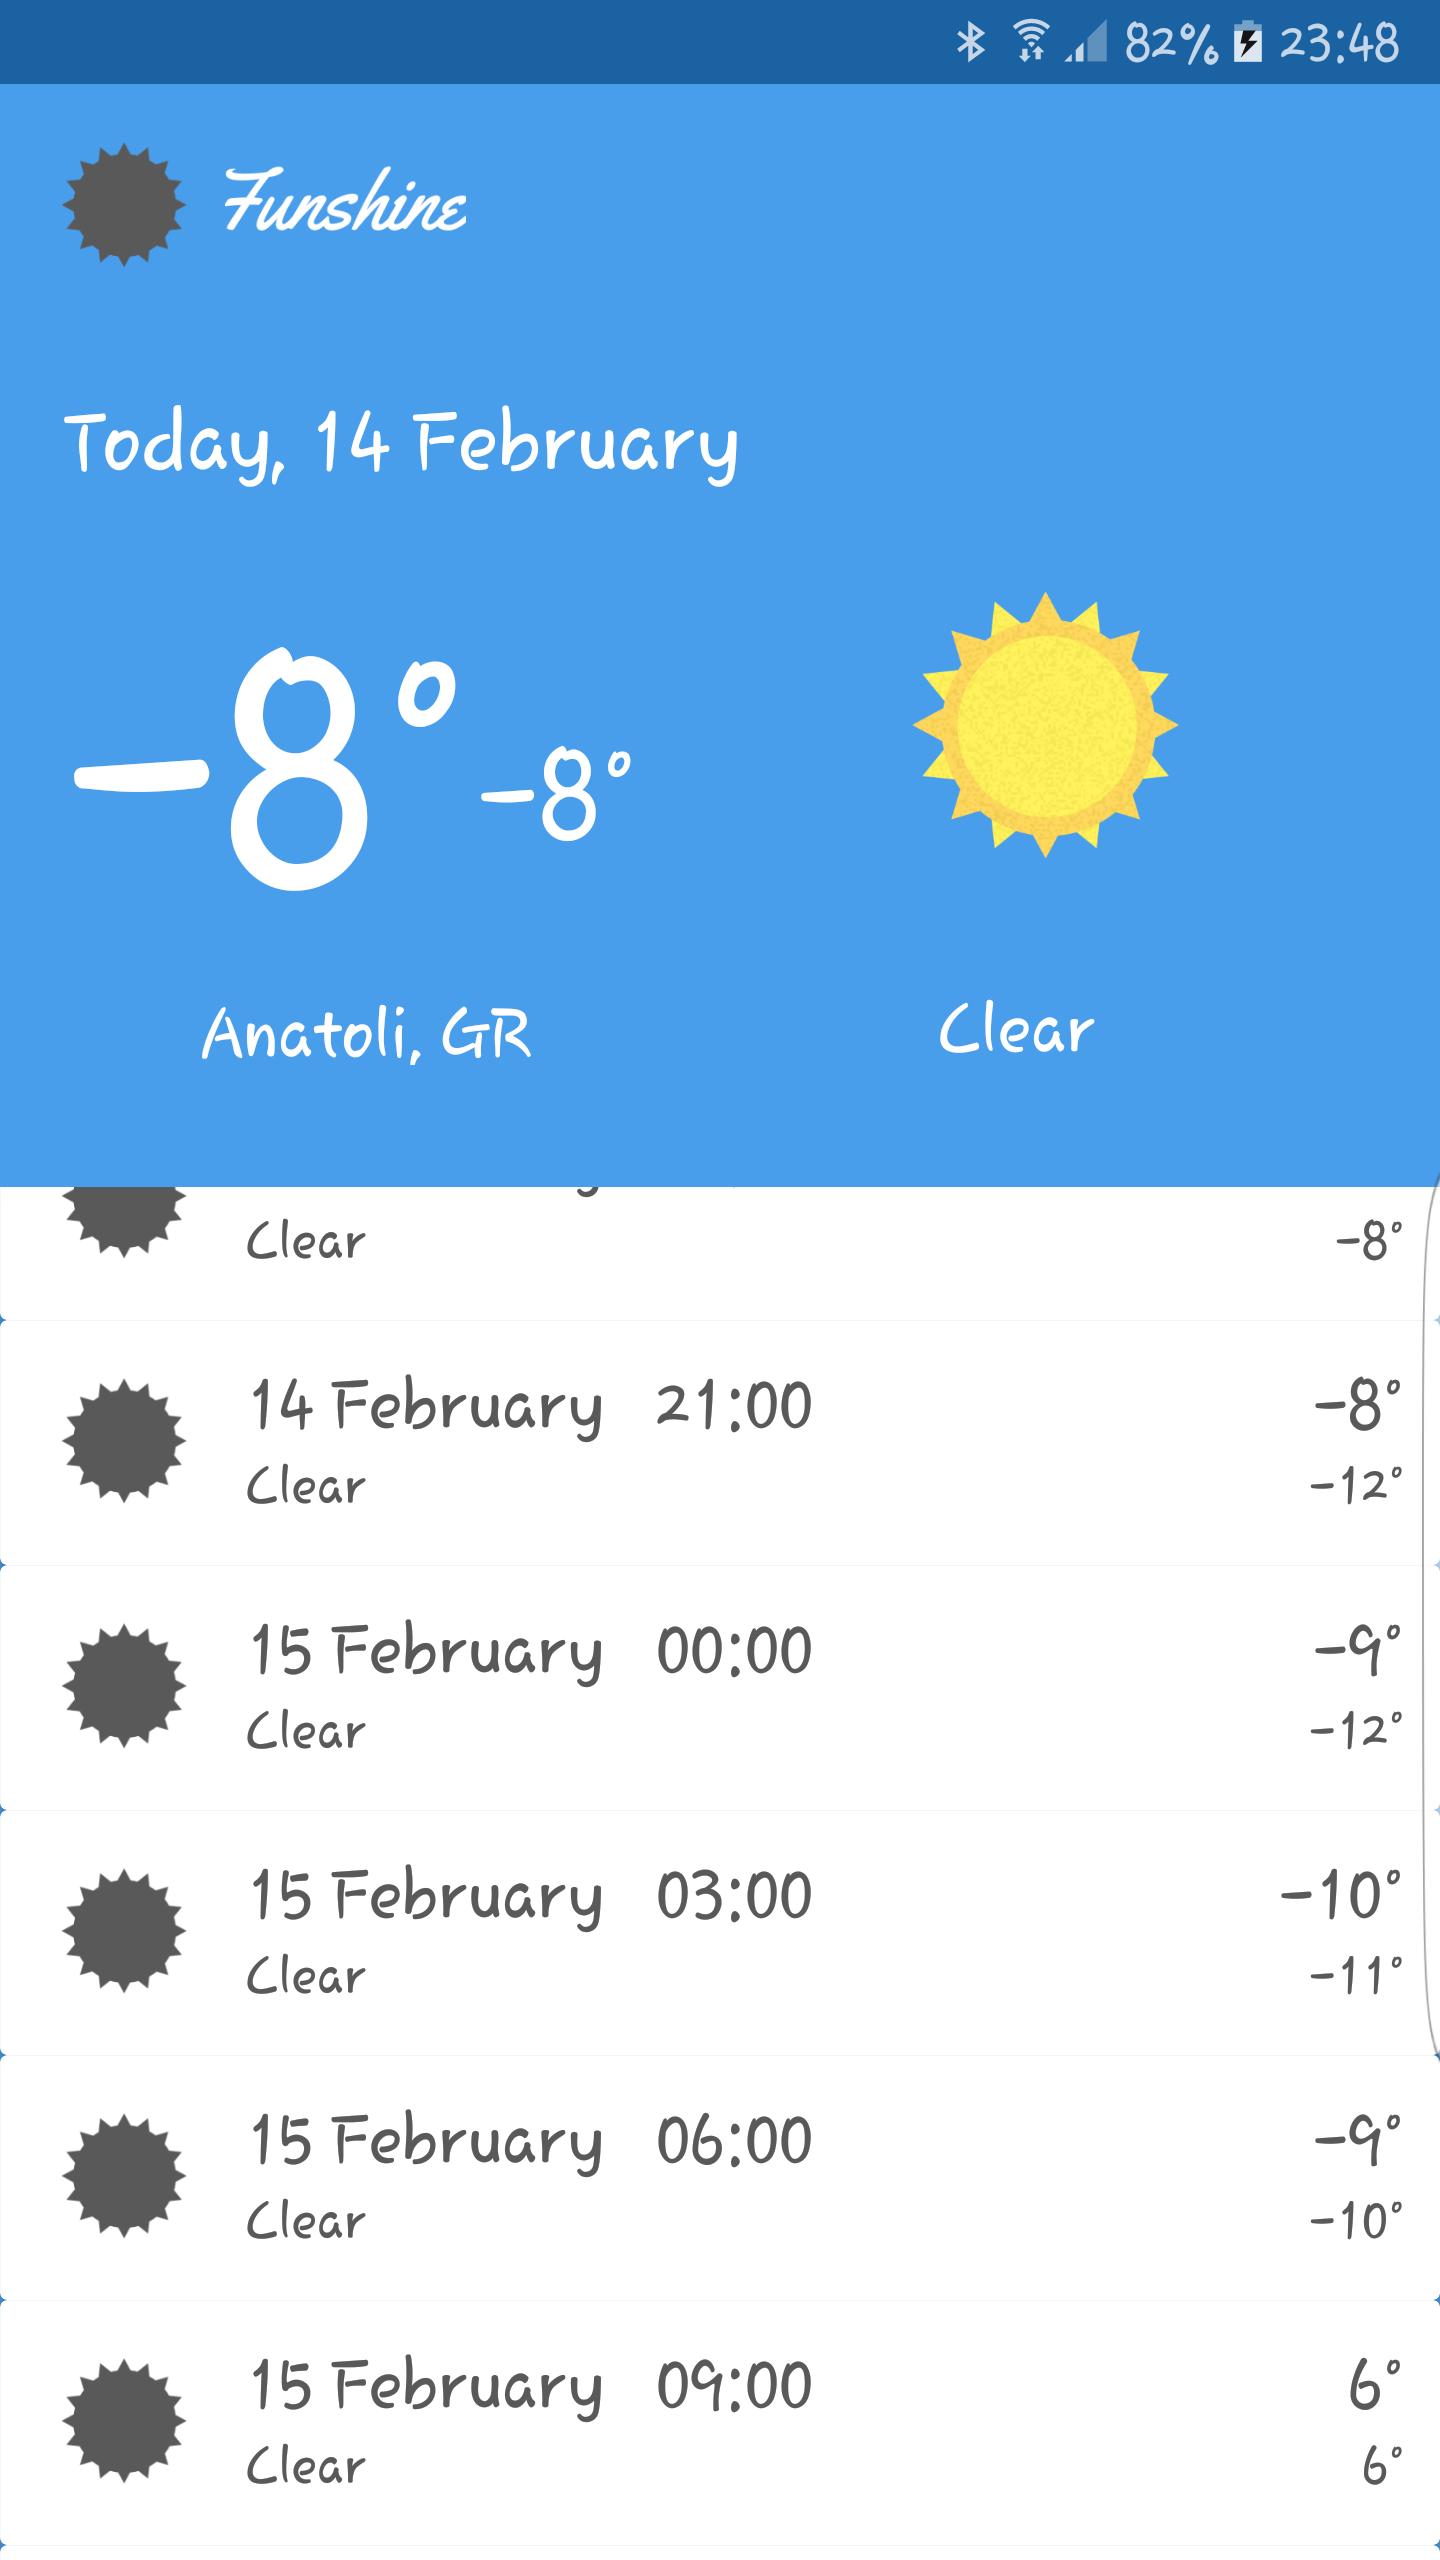 82% 23:48
Funshine
Today, 14 February
-8° -8°
Anatoli, GR
Clear
Clear -8°
14 February 21:00 -8°
Clear -12°
15 February 00:00 -9°
Clear -12°
15 February 03:00 -10°
Clear -11°
15 February 06:00 -9°
Clear -10°
15 February 09:00 6°
Clear 6°